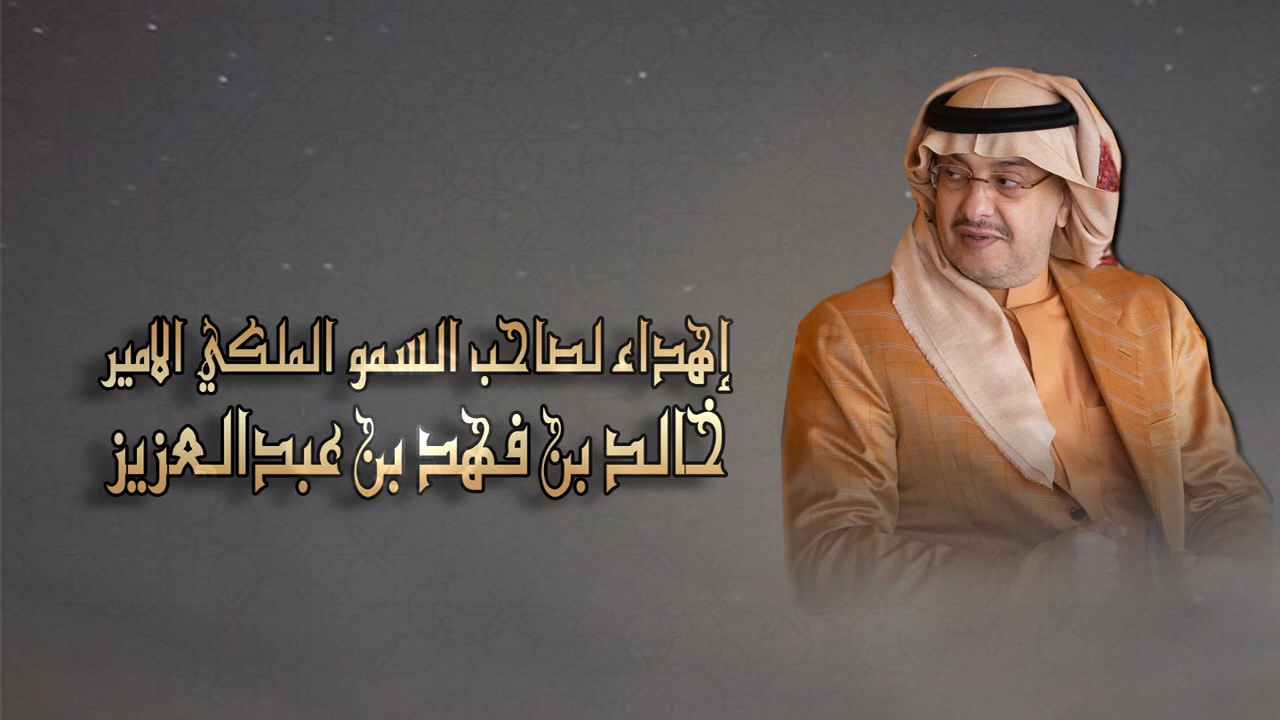 إهداء لصاحب السمو الملكي الامير
خالد بن فهد بن عبدالعزيز